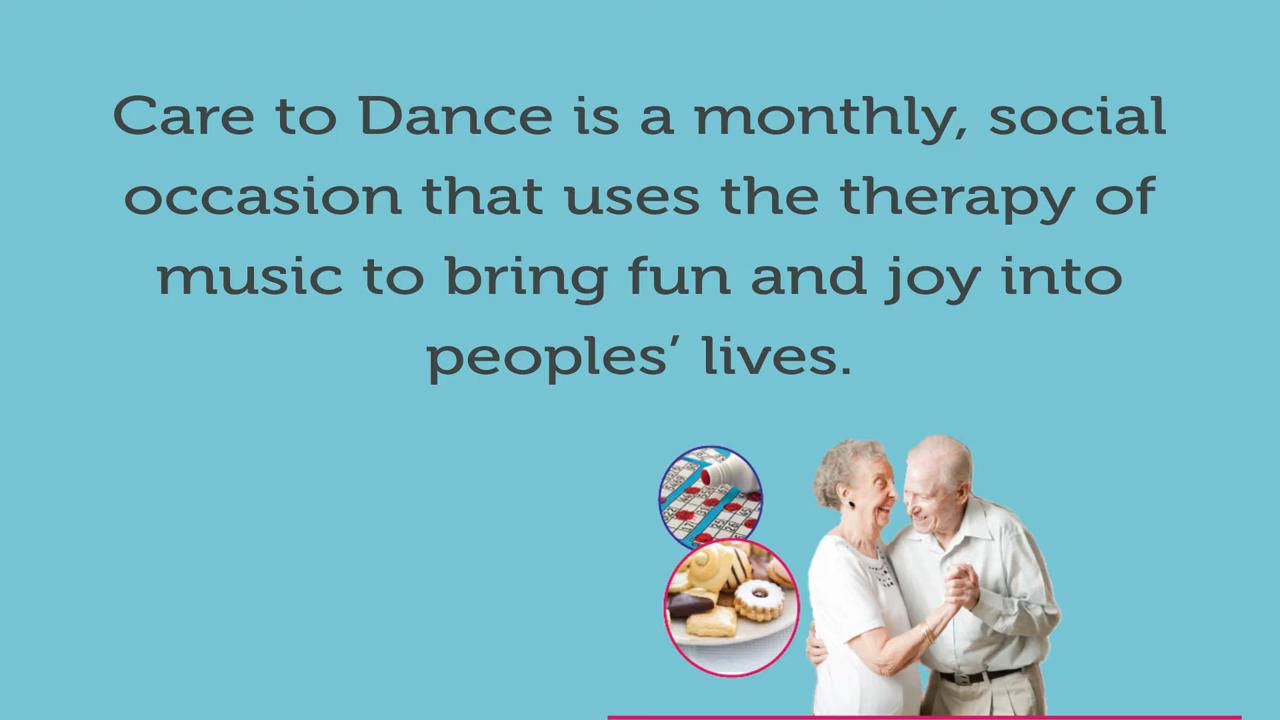 Care to Dance is a monthly, social
occasion that uses the therapy of
music to bring fun and joy into
peoples’ lives.